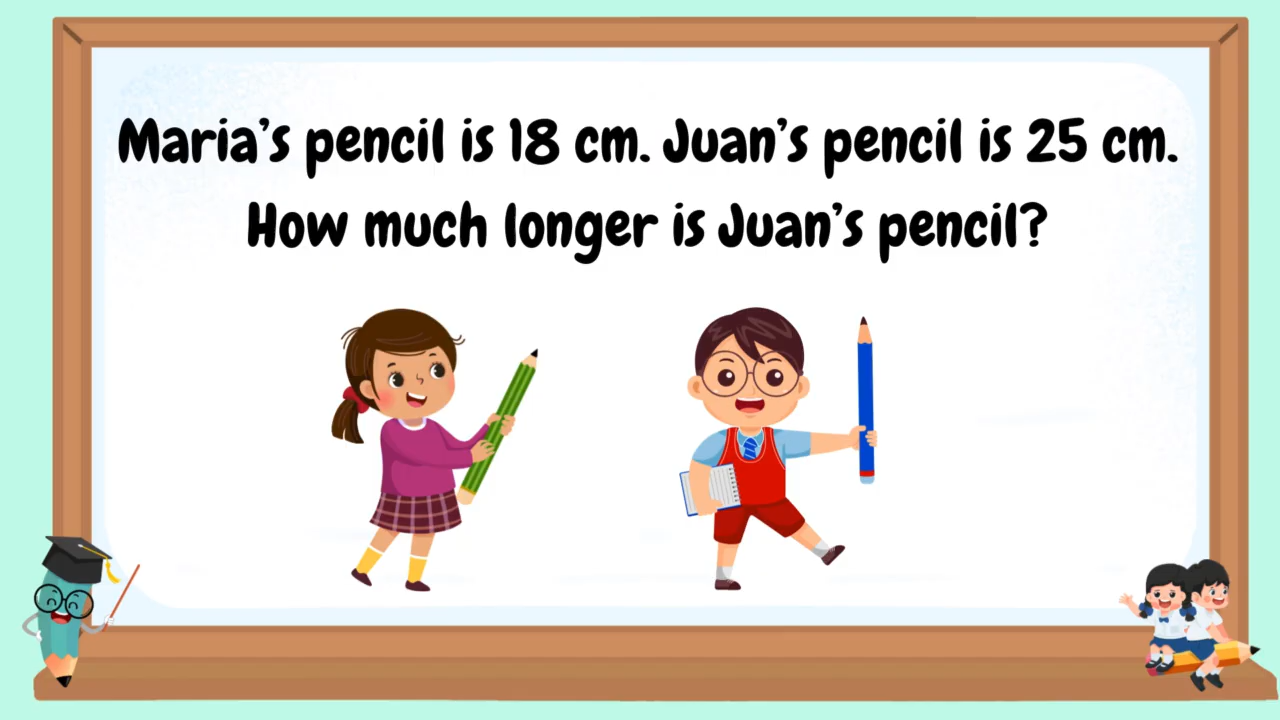 Maria's pencil is 18 cm. Juan's pencil is 25 cm.
How much longer is Juan's pencil?